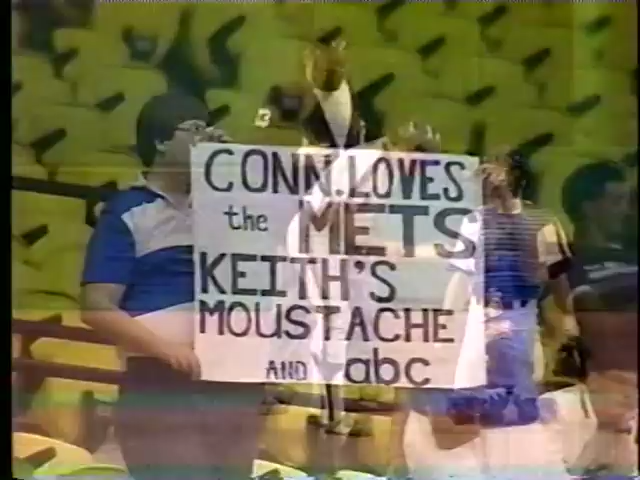 CONN. LOVES
the METS
KEITH'S
MOUSTACHE
AND abc